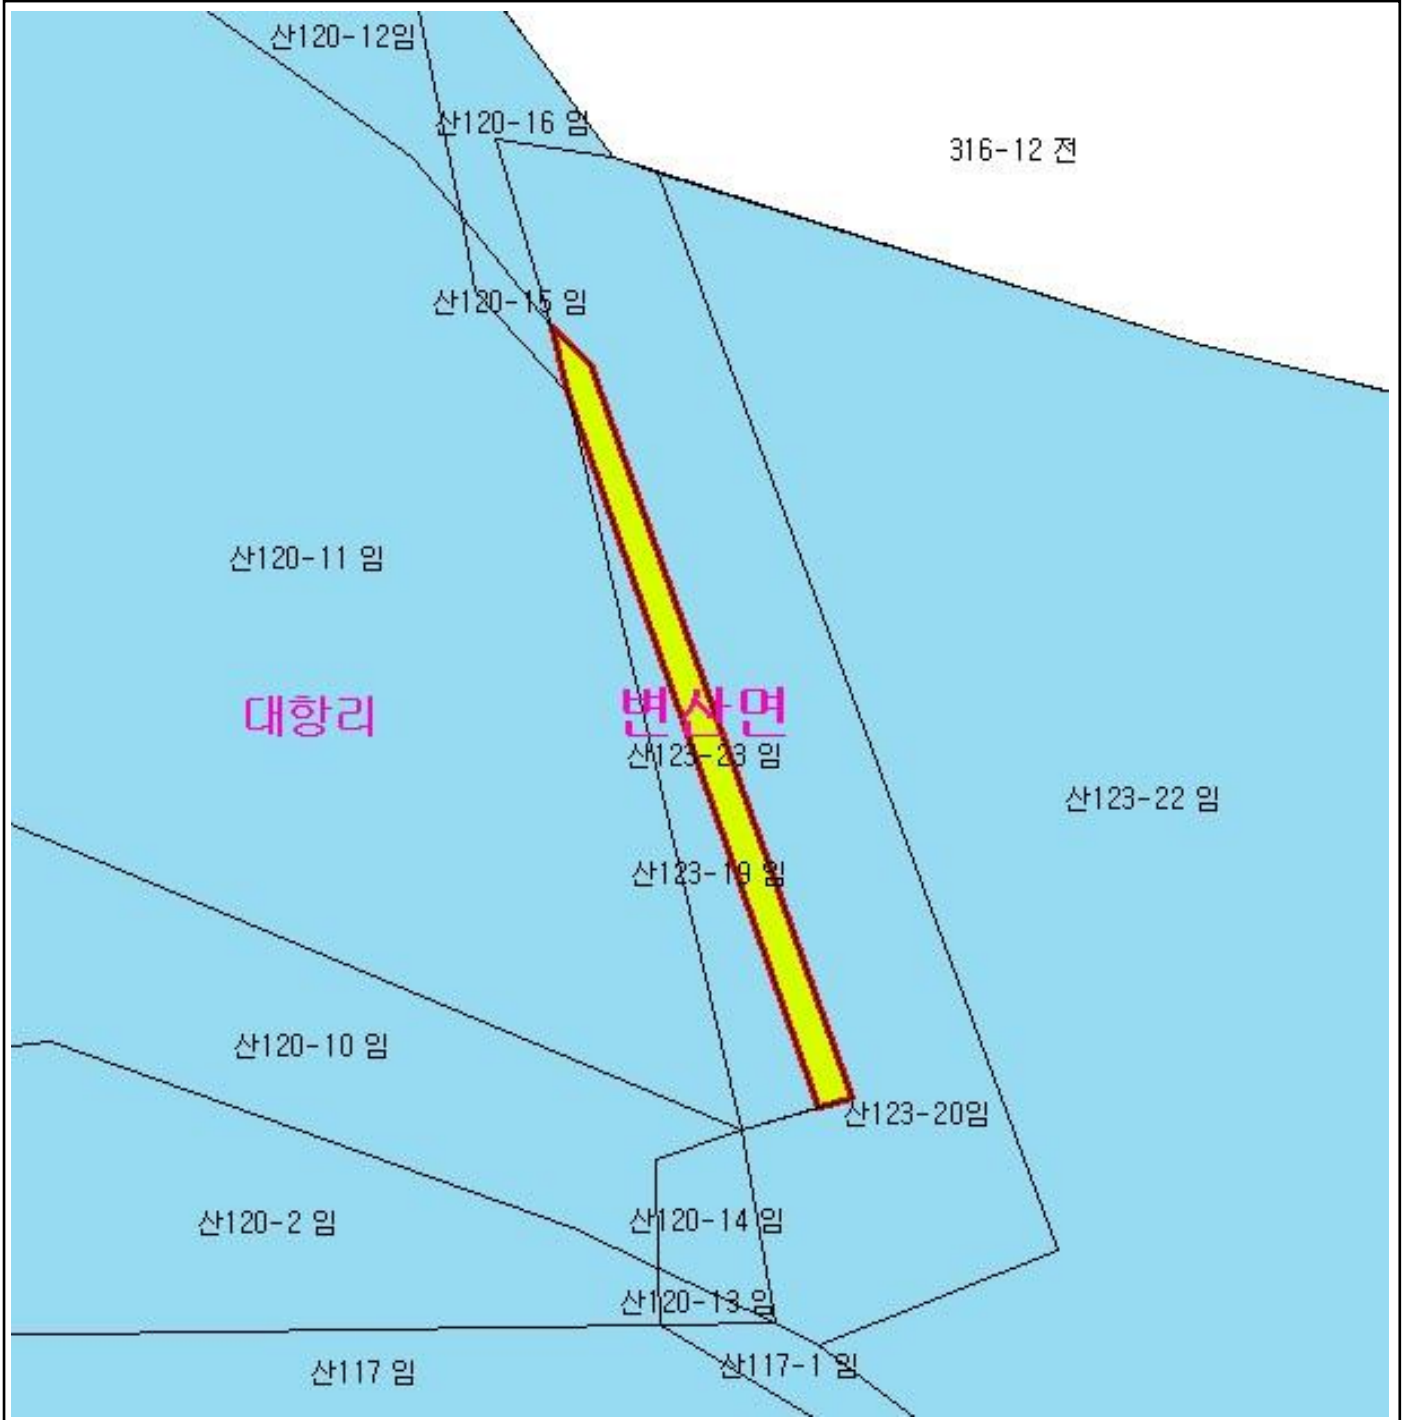 산120-12임
산120-16 임
316-12 전
산120-15 임
산120-11 임
대항리
변산면
산123-23 임
산123-22 임
산123-19 임
산120-10 임
산123-20임
산120-2 임
산120-14 임
산120-13 임
산117 임
산117-1 임